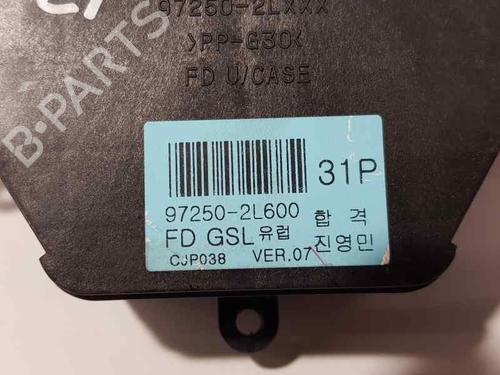 97250-2LXXX
>PP-G30<
FD U/CASE
31P
97250-2L600
합격
FD GSL 유럽
진영민
CJP038 VER.07
B-PARTS